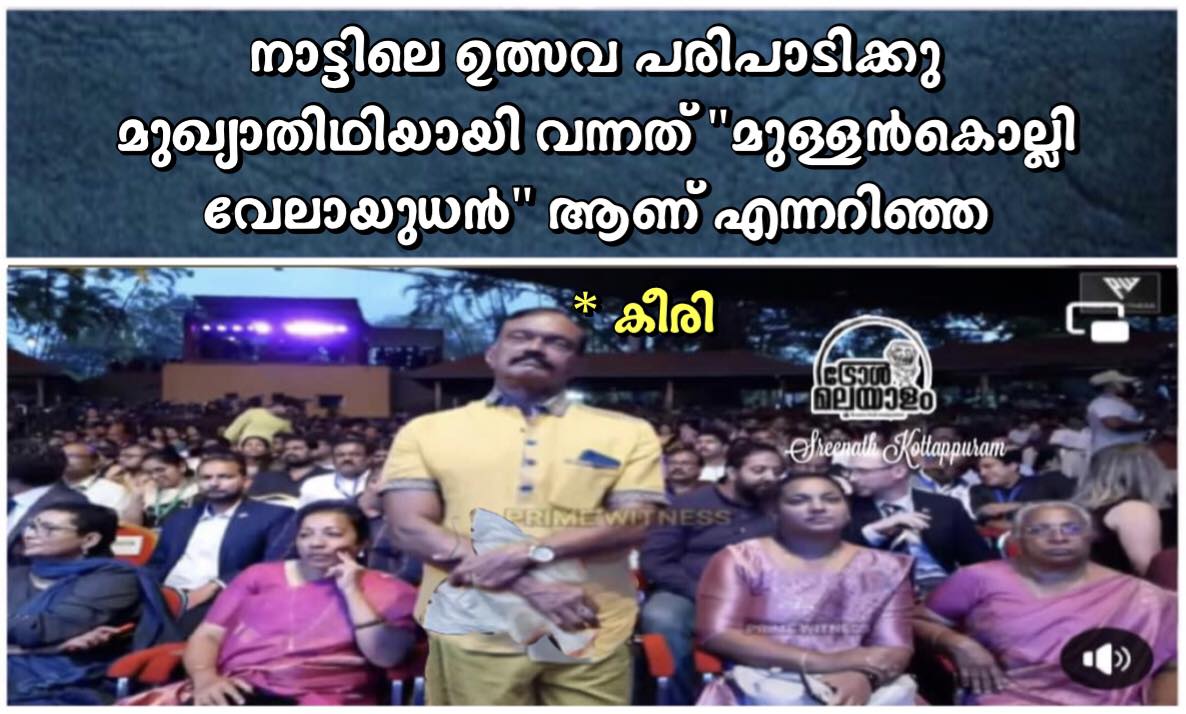 നാട്ടിലെ ഉത്സവ പരിപാടിക്കു
മുഖ്യാതിഥിയായി വന്നത് "മുള്ളൻകൊല്ലി
വേലായുധൻ" ആണ് എന്നറിഞ്ഞ
* കീരി
ട്രോൾ
മലയാളം
Sreenath Kottappuram
PRIME WITNESS
PRIME WITNESS